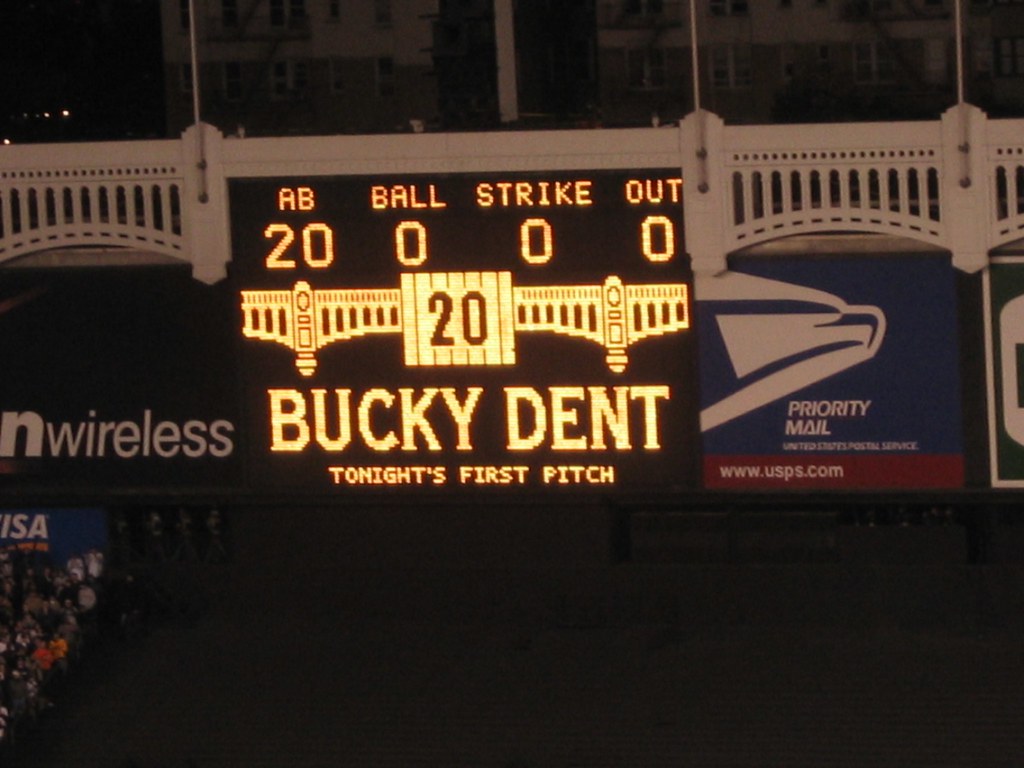 AB BALL STRIKE OUT
20 0 0 0
20
BUCKY DENT
TONIGHT'S FIRST PITCH
n wireless
PRIORITY
MAIL
UNITED STATES POSTAL SERVICE.
www.usps.com
VISA